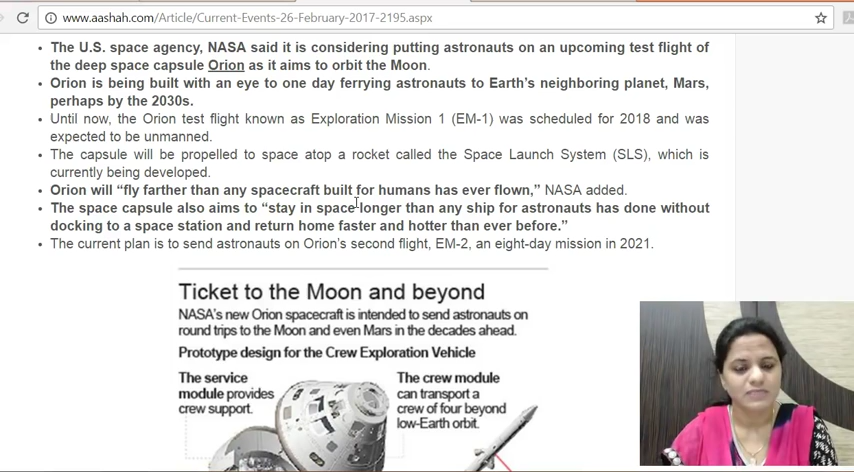 www.aashah.com/Article/Current-Events-26-February-2017-2195.aspx
• The U.S. space agency, NASA said it is considering putting astronauts on an upcoming test flight of
the deep space capsule Orion as it aims to orbit the Moon.
• Orion is being built with an eye to one day ferrying astronauts to Earth's neighboring planet, Mars,
perhaps by the 2030s.
• Until now, the Orion test flight known as Exploration Mission 1 (EM-1) was scheduled for 2018 and was
expected to be unmanned.
• The capsule will be propelled to space atop a rocket called the Space Launch System (SLS), which is
currently being developed.
• Orion will “fly farther than any spacecraft built for humans has ever flown,” NASA added.
• The space capsule also aims to “stay in space longer than any ship for astronauts has done without
docking to a space station and return home faster and hotter than ever before.”
• The current plan is to send astronauts on Orion's second flight, EM-2, an eight-day mission in 2021.
Ticket to the Moon and beyond
NASA's new Orion spacecraft is intended to send astronauts on
round trips to the Moon and even Mars in the decades ahead.
Prototype design for the Crew Exploration Vehicle
The service
module provides
crew support.
The crew module
can transport a
crew of four beyond
low-Earth orbit.